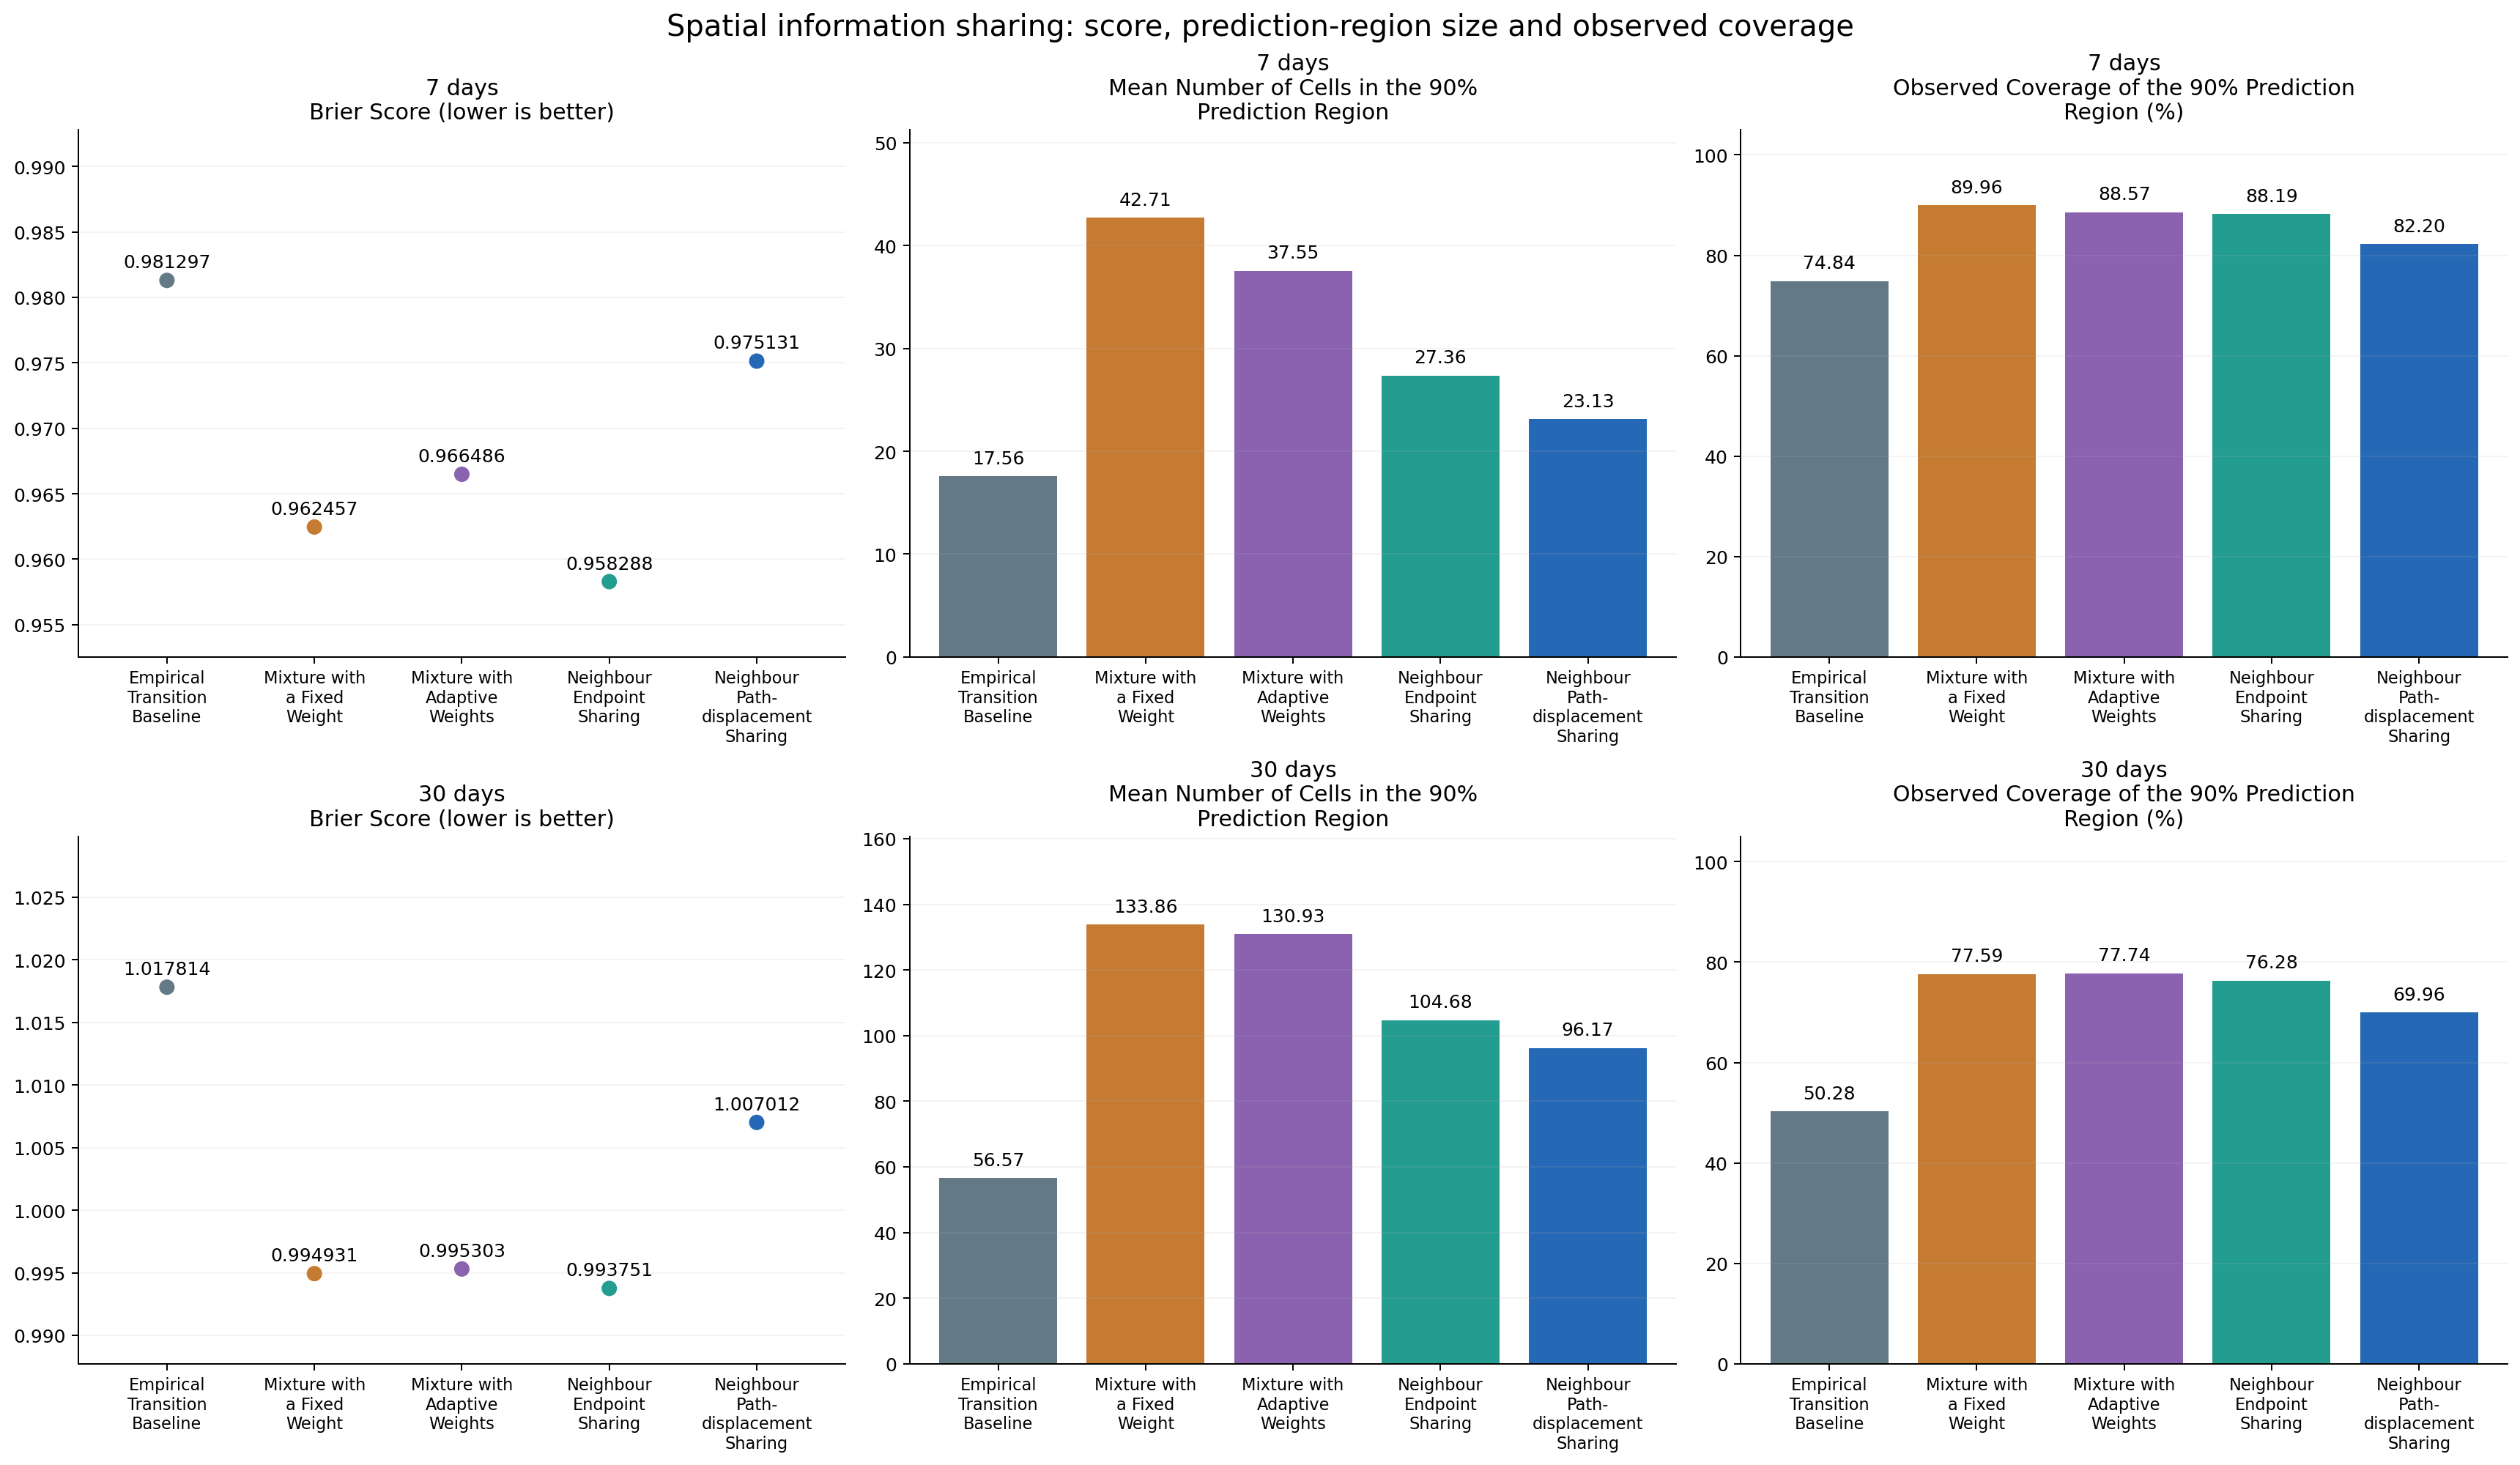 Spatial information sharing: score, prediction-region size and observed coverage
7 days
Brier Score (lower is better)
0.990
0.985
0.980
0.975
0.970
0.965
0.960
0.955
0.981297
0.962457
0.966486
0.958288
0.975131
Empirical
Transition
Baseline
Mixture with
a Fixed
Weight
Mixture with
Adaptive
Weights
Neighbour
Endpoint
Sharing
Neighbour
Path-
displacement
Sharing
7 days
Mean Number of Cells in the 90%
Prediction Region
50
40
30
20
10
0
17.56
42.71
37.55
27.36
23.13
Empirical
Transition
Baseline
Mixture with
a Fixed
Weight
Mixture with
Adaptive
Weights
Neighbour
Endpoint
Sharing
Neighbour
Path-
displacement
Sharing
7 days
Observed Coverage of the 90% Prediction
Region (%)
100
80
60
40
20
0
74.84
89.96
88.57
88.19
82.20
Empirical
Transition
Baseline
Mixture with
a Fixed
Weight
Mixture with
Adaptive
Weights
Neighbour
Endpoint
Sharing
Neighbour
Path-
displacement
Sharing
30 days
Brier Score (lower is better)
1.025
1.020
1.015
1.010
1.005
1.000
0.995
0.990
1.017814
0.994931
0.995303
0.993751
1.007012
Empirical
Transition
Baseline
Mixture with
a Fixed
Weight
Mixture with
Adaptive
Weights
Neighbour
Endpoint
Sharing
Neighbour
Path-
displacement
Sharing
30 days
Mean Number of Cells in the 90%
Prediction Region
160
140
120
100
80
60
40
20
0
56.57
133.86
130.93
104.68
96.17
Empirical
Transition
Baseline
Mixture with
a Fixed
Weight
Mixture with
Adaptive
Weights
Neighbour
Endpoint
Sharing
Neighbour
Path-
displacement
Sharing
30 days
Observed Coverage of the 90% Prediction
Region (%)
100
80
60
40
20
0
50.28
77.59
77.74
76.28
69.96
Empirical
Transition
Baseline
Mixture with
a Fixed
Weight
Mixture with
Adaptive
Weights
Neighbour
Endpoint
Sharing
Neighbour
Path-
displacement
Sharing